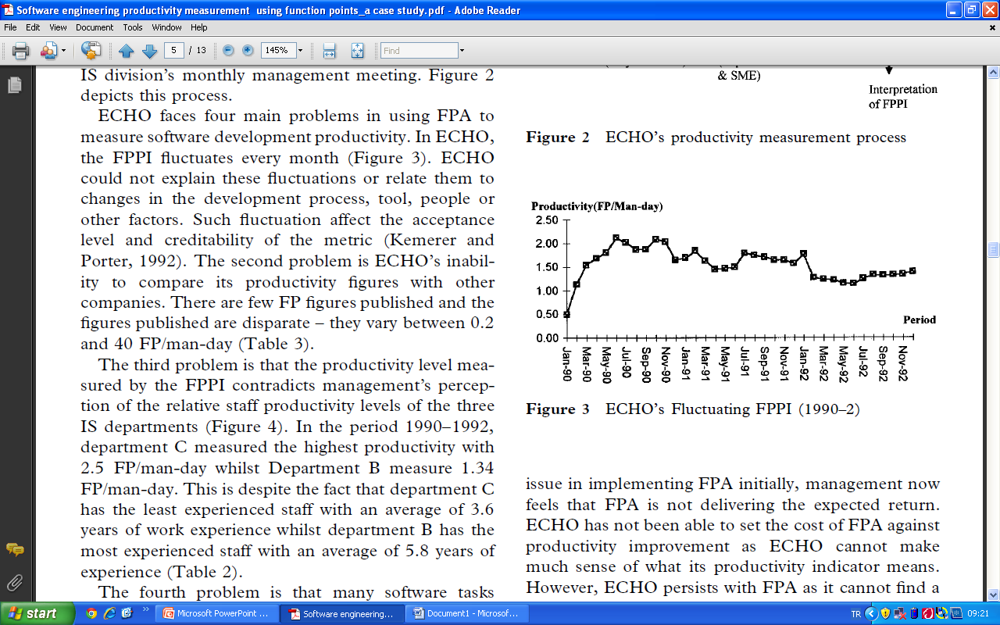 Software engineering productivity measurement using function points_a case study.pdf - Adobe Reader
File Edit View Document Tools Window Help
5 / 13 145% Find
IS division's monthly management meeting. Figure 2
depicts this process.
ECHO faces four main problems in using FPA to
measure software development productivity. In ECHO,
the FPPI fluctuates every month (Figure 3). ECHO
could not explain these fluctuations or relate them to
changes in the development process, tool, people or
other factors. Such fluctuation affect the acceptance
level and creditability of the metric (Kemerer and
Porter, 1992). The second problem is ECHO's inabil-
ity to compare its productivity figures with other
companies. There are few FP figures published and the
figures published are disparate – they vary between 0.2
and 40 FP/man-day (Table 3).
The third problem is that the productivity level mea-
sured by the FPPI contradicts management's percep-
tion of the relative staff productivity levels of the three
IS departments (Figure 4). In the period 1990–1992,
department C measured the highest productivity with
2.5 FP/man-day whilst Department B measure 1.34
FP/man-day. This is despite the fact that department C
has the least experienced staff with an average of 3.6
years of work experience whilst department B has the
most experienced staff with an average of 5.8 years of
experience (Table 2).
The fourth problem is that many software tasks
& SME)
Interpretation
of FPPI
Figure 2 ECHO's productivity measurement process
Productivity(FP/Man-day)
2.50
2.00
1.50
1.00
0.50
0.00
Period
Jan-90 Mar-90 May-90 Jul-90 Sep-90 Nov-90 Jan-91 Mar-91 May-91 Jul-91 Sep-91 Nov-91 Jan-92 Mar-92 May-92 Jul-92 Sep-92 Nov-92
Figure 3 ECHO's Fluctuating FPPI (1990–2)
issue in implementing FPA initially, management now
feels that FPA is not delivering the expected return.
ECHO has not been able to set the cost of FPA against
productivity improvement as ECHO cannot make
much sense of what its productivity indicator means.
However, ECHO persists with FPA as it cannot find a
start Microsoft PowerPoint ... Software engineering... Document1 - Microsof... TR 09:21